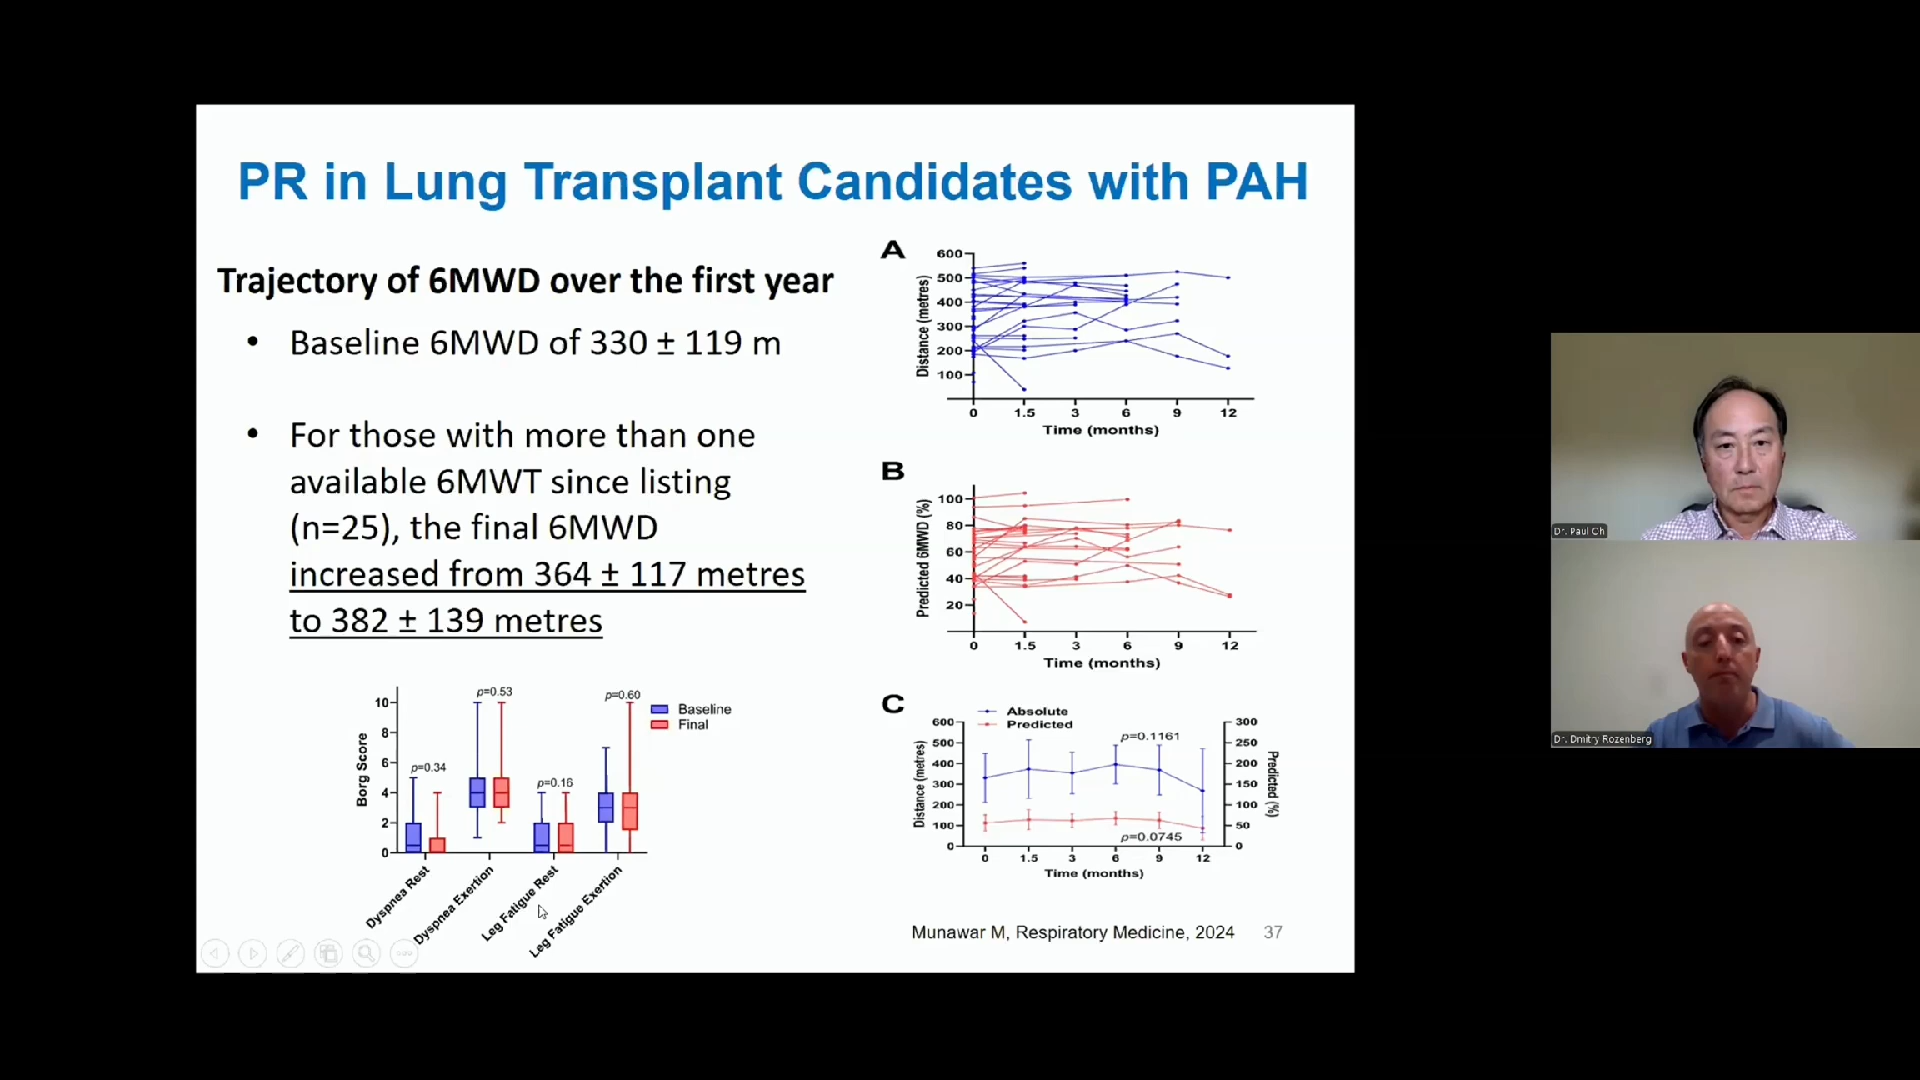 PR in Lung Transplant Candidates with PAH
Trajectory of 6MWD over the first year
• Baseline 6MWD of 330 ± 119 m
• For those with more than one
available 6MWT since listing
(n=25), the final 6MWD
increased from 364 ± 117 metres
to 382 ± 139 metres
Borg Score
10
8
6
4
2
0
p=0.34
p=0.53
p=0.16
p=0.60
Baseline
Final
Dyspnea Rest
Dyspnea Exertion
Leg Fatigue Rest
Leg Fatigue Exertion
A
Distance (metres)
600
500
400
300
200
100
0 1.5 3 6 9 12
Time (months)
B
Predicted 6MWD (%)
100
80
60
40
20
0 1.5 3 6 9 12
Time (months)
C
Absolute
Predicted
Distance (metres)
600
500
400
300
200
100
0
p=0.1161
p=0.0745
300
250
200
150
100
50
0
Predicted (%)
0 1.5 3 6 9 12
Time (months)
Munawar M, Respiratory Medicine, 2024 37
Dr. Paul Oh
Dr. Dmitry Rozenberg